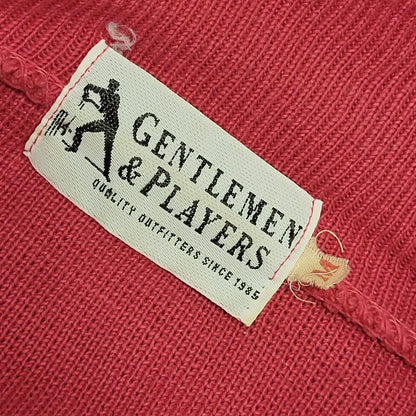 GENTLEMEN
& PLAYERS
QUALITY OUTFITTERS SINCE 1985